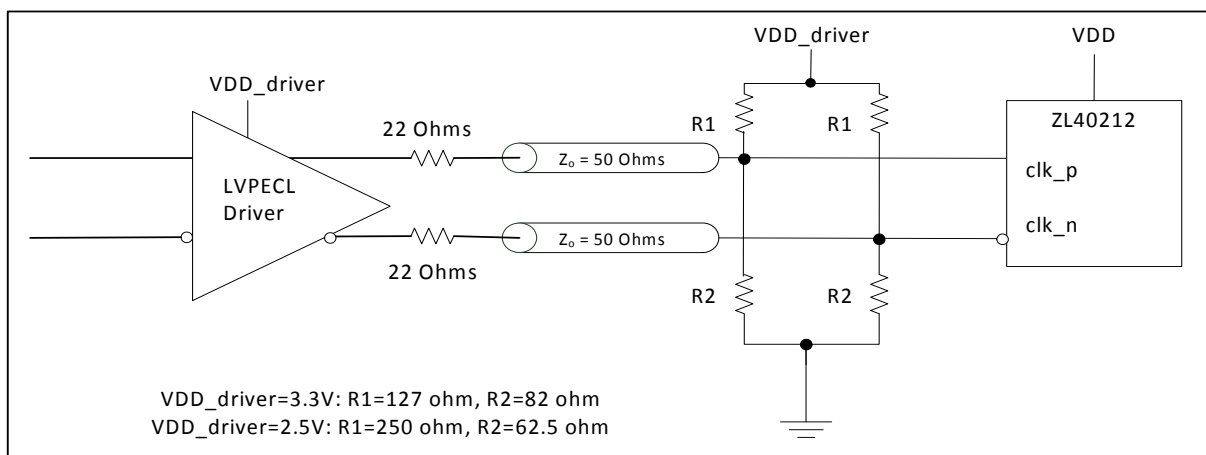 VDD_driver
VDD
VDD_driver
22 Ohms
R1
R1
ZL40212
Zo = 50 Ohms
clk_p
LVPECL
Driver
clk_n
Zo = 50 Ohms
22 Ohms
R2
R2
VDD_driver=3.3V: R1=127 ohm, R2=82 ohm
VDD_driver=2.5V: R1=250 ohm, R2=62.5 ohm